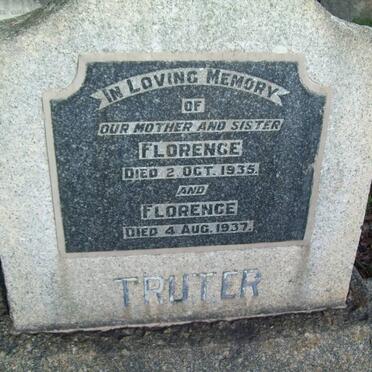 IN LOVING MEMORY
OF
OUR MOTHER AND SISTER
FLORENCE
DIED 2 OCT. 1935.
AND
FLORENCE
DIED 4 AUG. 1937.
TRUTER